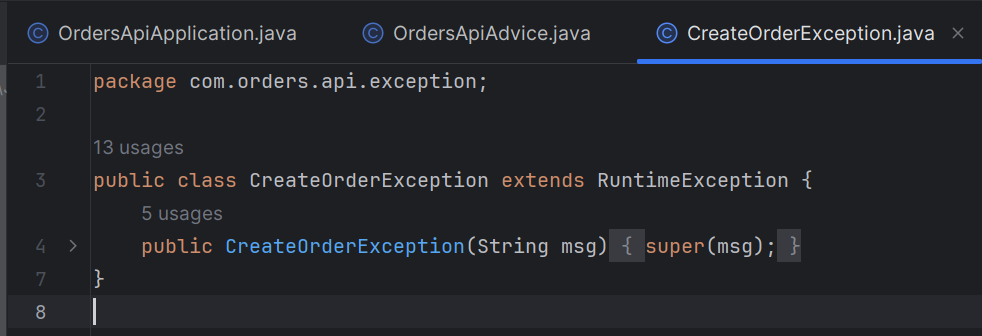 OrdersApiApplication.java OrdersApiAdvice.java CreateOrderException.java
1 package com.orders.api.exception;
2
13 usages
3 public class CreateOrderException extends RuntimeException {
5 usages
4 public CreateOrderException(String msg) { super(msg); }
7 }
8